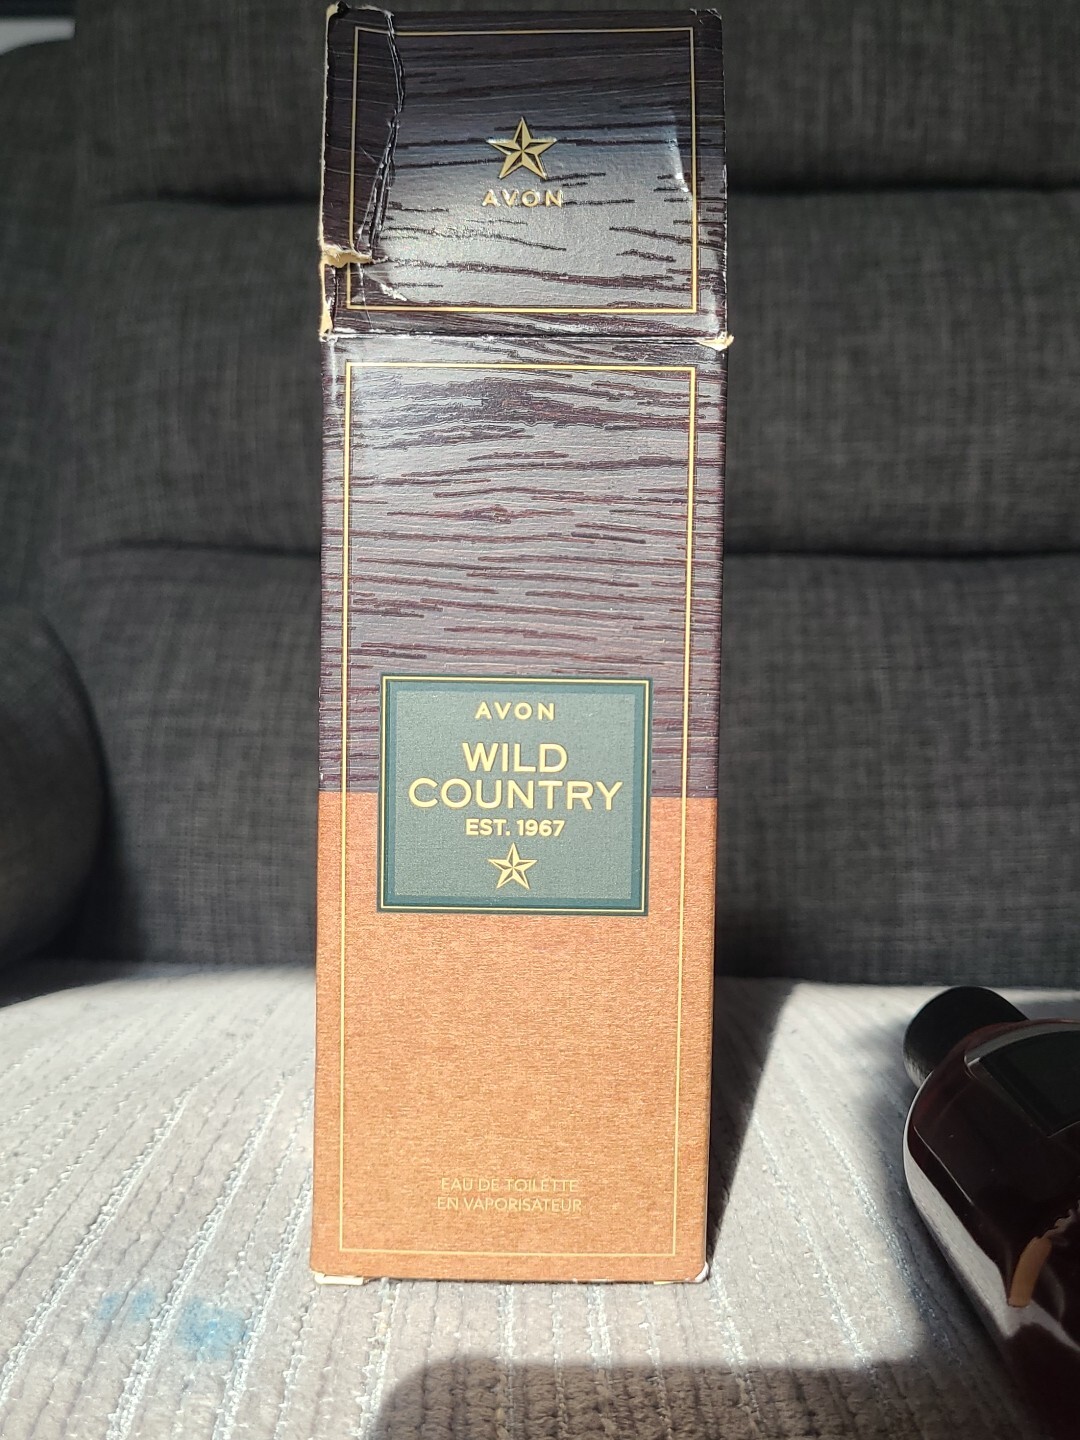 AVON
AVON
WILD
COUNTRY
EST. 1967
EAU DE TOILETTE
EN VAPORISATEUR